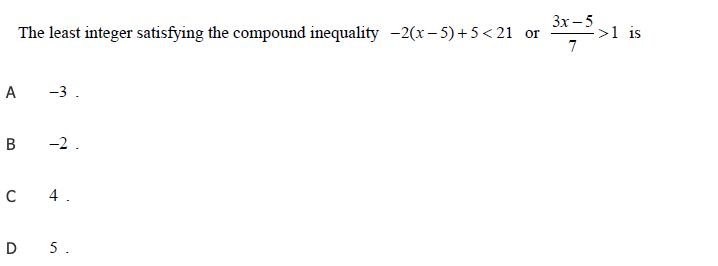 The least integer satisfying the compound inequality −2(x−5)+5<21 or $\frac{3x-5}{7}>1$ is
A −3 .
B −2 .
C 4 .
D 5 .